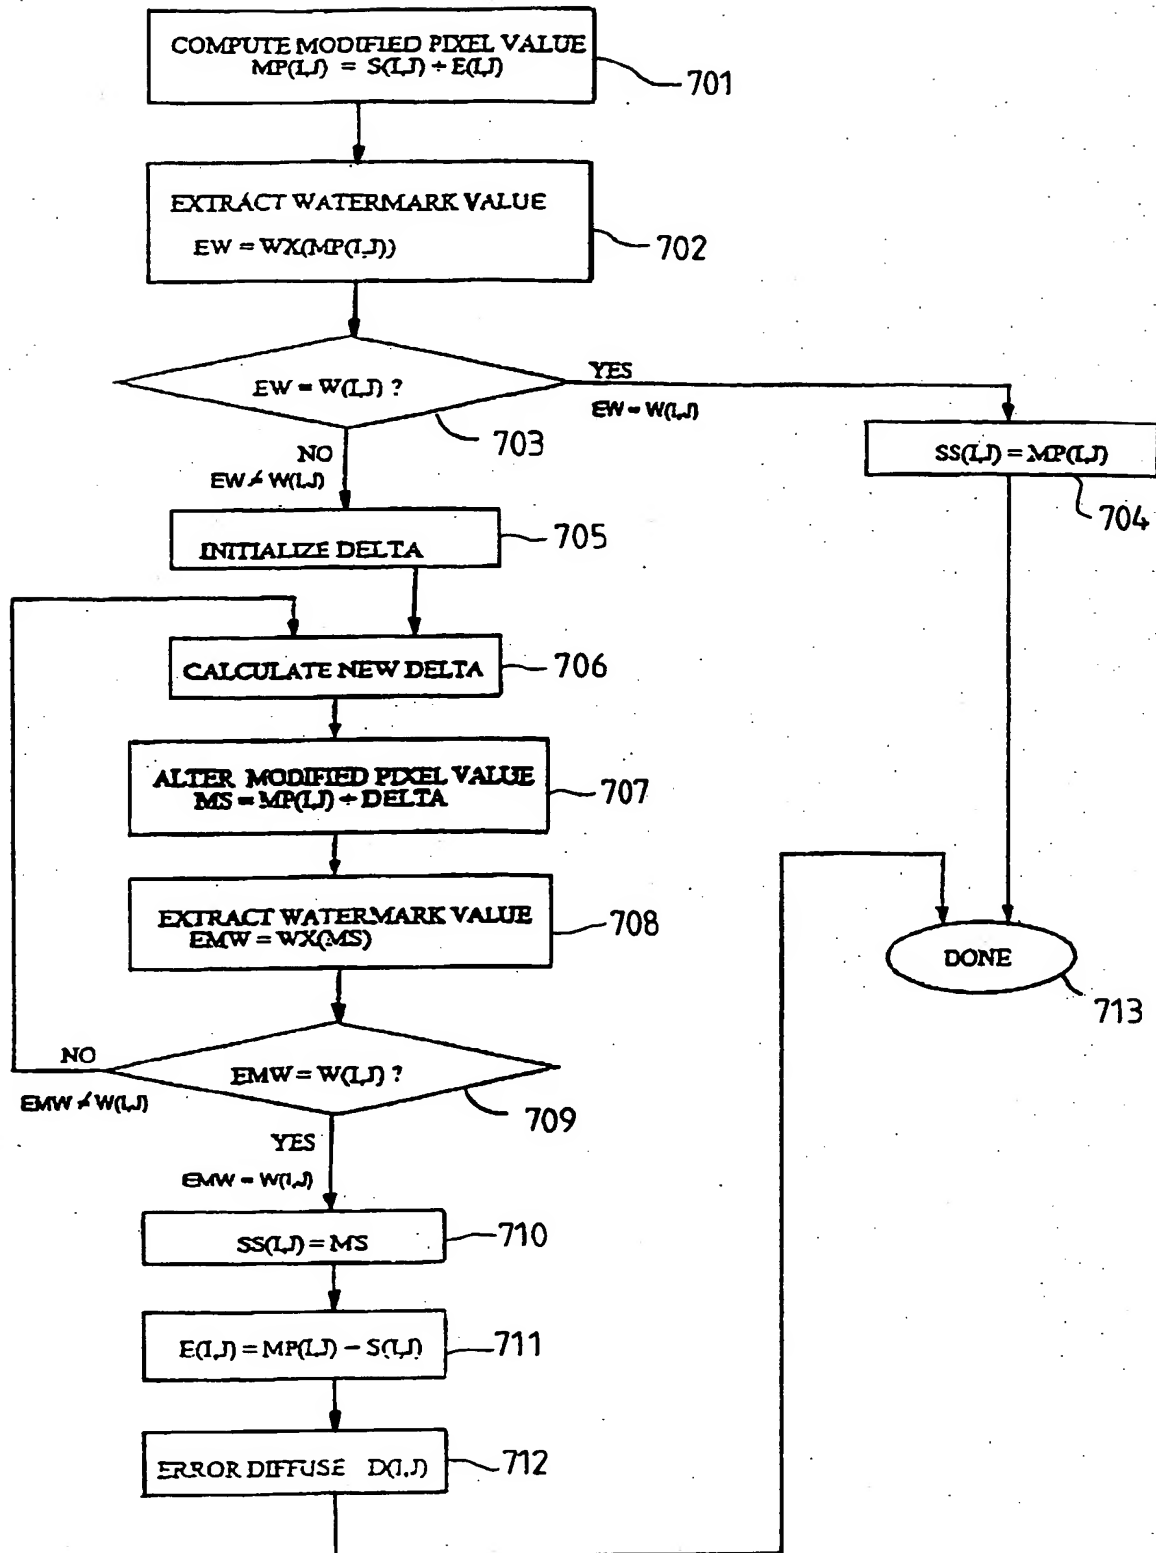 COMPUTE MODIFIED PIXEL VALUE
MP(I,J) = S(I,J) + E(I,J)
701
EXTRACT WATERMARK VALUE
EW = WX(MP(I,J))
702
EW = W(I,J) ?
703
YES
EW = W(I,J)
SS(I,J) = MP(I,J)
704
NO
EW ≠ W(I,J)
INITIALIZE DELTA
705
CALCULATE NEW DELTA
706
ALTER MODIFIED PIXEL VALUE
MS = MP(I,J) + DELTA
707
EXTRACT WATERMARK VALUE
EMW = WX(MS)
708
DONE
713
EMW = W(I,J) ?
709
NO
EMW ≠ W(I,J)
YES
EMW = W(I,J)
SS(I,J) = MS
710
E(I,J) = MP(I,J) – S(I,J)
711
ERROR DIFFUSE D(I,J)
712